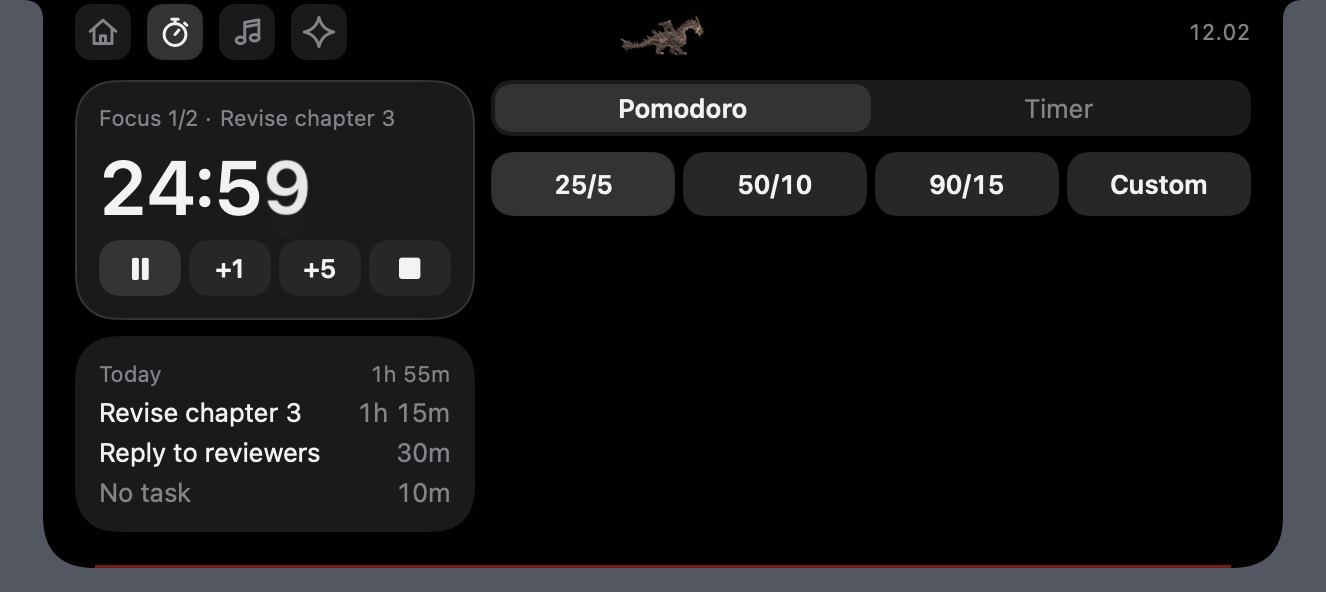 12.02
Focus 1/2 · Revise chapter 3
24:59
+1 +5
Today 1h 55m
Revise chapter 3 1h 15m
Reply to reviewers 30m
No task 10m
Pomodoro Timer
25/5 50/10 90/15 Custom